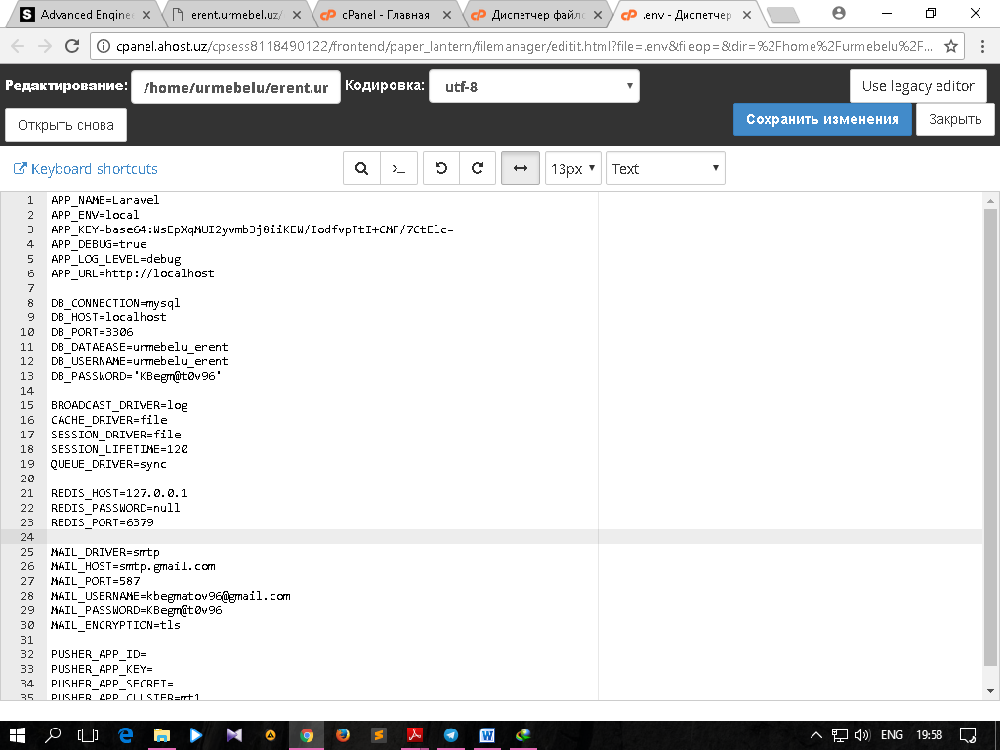 Advanced Engine
erent.urmebel.uz/
cPanel - Главная
Диспетчер файло
.env - Диспетчер
cpanel.ahost.uz/cpsess8118490122/frontend/paper_lantern/filemanager/editit.html?file=.env&fileop=&dir=%2Fhome%2Furmebelu%2F...
Редактирование: /home/urmebelu/erent.ur Кодировка: utf-8 Use legacy editor
Открыть снова Сохранить изменения Закрыть
Keyboard shortcuts 13px Text
1 APP_NAME=Laravel
2 APP_ENV=local
3 APP_KEY=base64:WsEpXqMUI2yvmb3j8iiKEW/IodfvpTtI+CMF/7CtElc=
4 APP_DEBUG=true
5 APP_LOG_LEVEL=debug
6 APP_URL=http://localhost
7
8 DB_CONNECTION=mysql
9 DB_HOST=localhost
10 DB_PORT=3306
11 DB_DATABASE=urmebelu_erent
12 DB_USERNAME=urmebelu_erent
13 DB_PASSWORD='KBegm@t0v96'
14
15 BROADCAST_DRIVER=log
16 CACHE_DRIVER=file
17 SESSION_DRIVER=file
18 SESSION_LIFETIME=120
19 QUEUE_DRIVER=sync
20
21 REDIS_HOST=127.0.0.1
22 REDIS_PASSWORD=null
23 REDIS_PORT=6379
24
25 MAIL_DRIVER=smtp
26 MAIL_HOST=smtp.gmail.com
27 MAIL_PORT=587
28 MAIL_USERNAME=kbegmatov96@gmail.com
29 MAIL_PASSWORD=KBegm@t0v96
30 MAIL_ENCRYPTION=tls
31
32 PUSHER_APP_ID=
33 PUSHER_APP_KEY=
34 PUSHER_APP_SECRET=
35 PUSHER_APP_CLUSTER=mt1
ENG 19:58